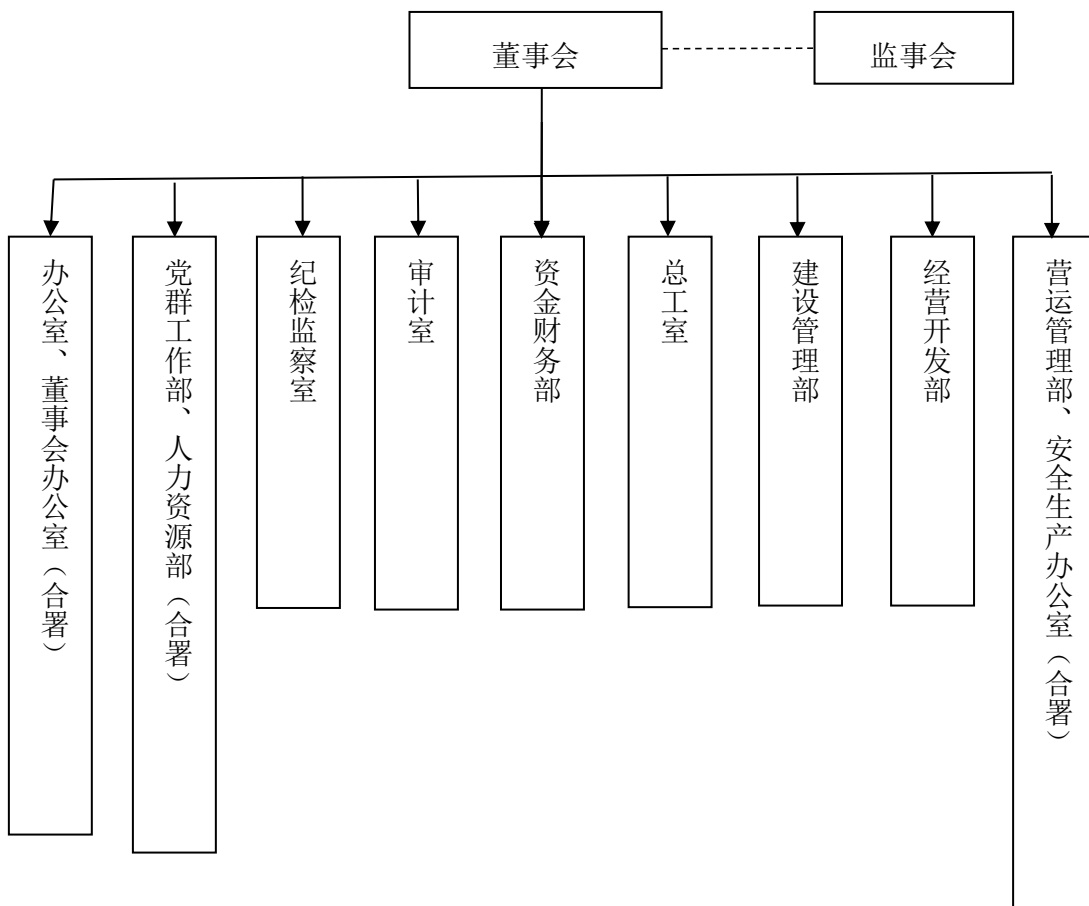 董事会
监事会
办公室、董事会办公室（合署）
党群工作部、人力资源部（合署）
纪检监察室
审计室
资金财务部
总工室
建设管理部
经营开发部
营运管理部、安全生产办公室（合署）